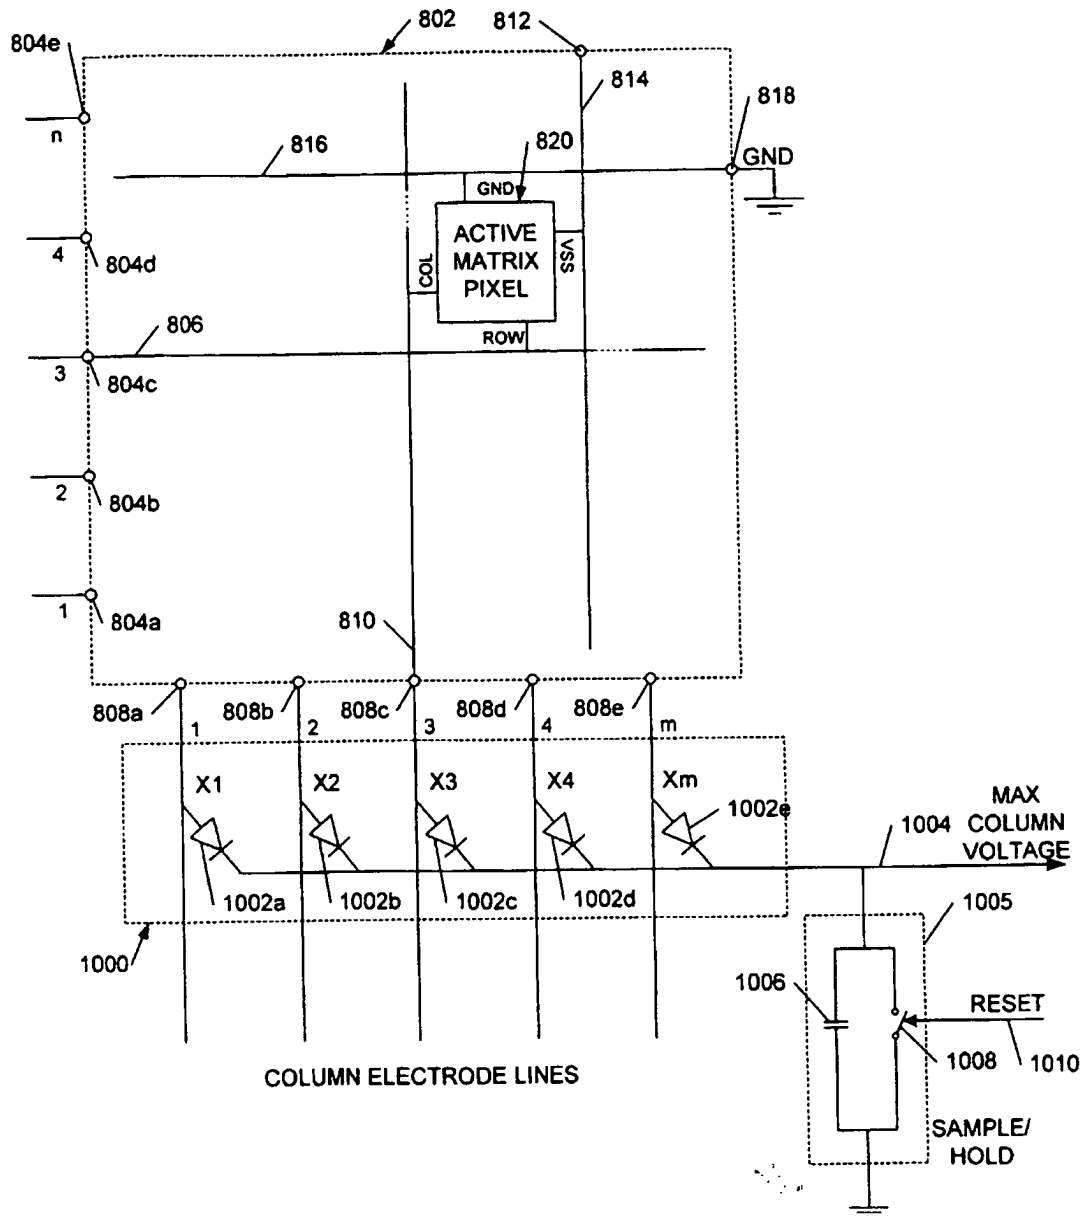 802
812
804e
814
818
n
816
820
GND
GND
ACTIVE
MATRIX
PIXEL
COL
VSS
4
804d
ROW
806
3
804c
2
804b
1
804a
810
808a
808b
808c
808d
808e
1
2
3
4
m
X1
X2
X3
X4
Xm
1002e
1004
MAX
COLUMN
VOLTAGE
1002a
1002b
1002c
1002d
1005
1000
1006
RESET
1008
1010
COLUMN ELECTRODE LINES
SAMPLE/
HOLD